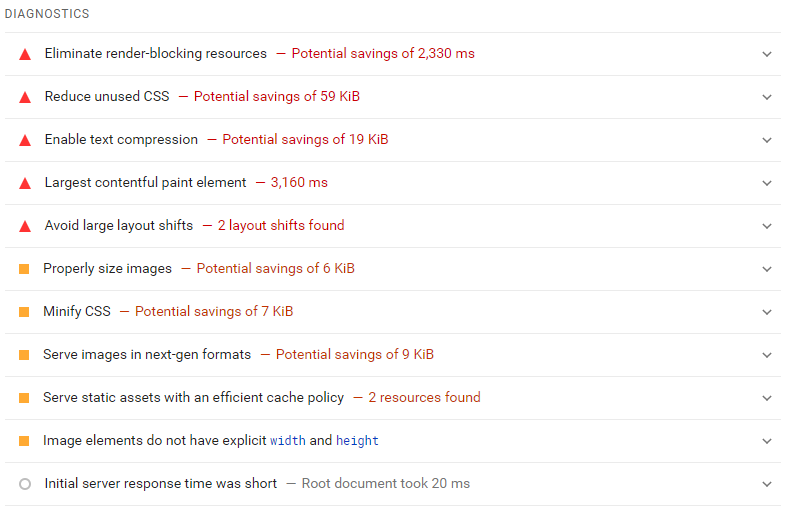 DIAGNOSTICS
Eliminate render-blocking resources — Potential savings of 2,330 ms
Reduce unused CSS — Potential savings of 59 KiB
Enable text compression — Potential savings of 19 KiB
Largest contentful paint element — 3,160 ms
Avoid large layout shifts — 2 layout shifts found
Properly size images — Potential savings of 6 KiB
Minify CSS — Potential savings of 7 KiB
Serve images in next-gen formats — Potential savings of 9 KiB
Serve static assets with an efficient cache policy — 2 resources found
Image elements do not have explicit width and height
Initial server response time was short — Root document took 20 ms